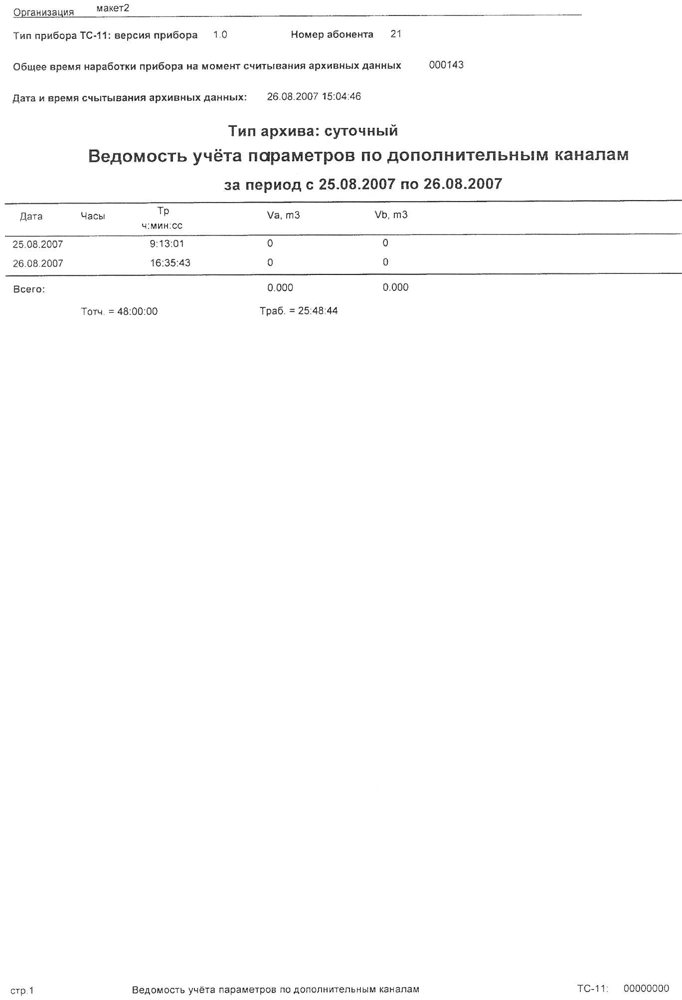 Организация макет2
Тип прибора ТС-11: версия прибора 1.0 Номер абонента 21
Общее время наработки прибора на момент считывания архивных данных 000143
Дата и время счытывания архивных данных: 26.08.2007 15:04:46
Тип архива: суточный
Ведомость учёта параметров по дополнительным каналам
за период с 25.08.2007 по 26.08.2007
Дата Часы Тр Va, m3 Vb, m3
ч:мин:сс
25.08.2007 9:13:01 0 0
26.08.2007 16:35:43 0 0
Всего: 0.000 0.000
Тотч. = 48:00:00 Траб. = 25:48:44
стр.1 Ведомость учёта параметров по дополнительным каналам ТС-11: 00000000